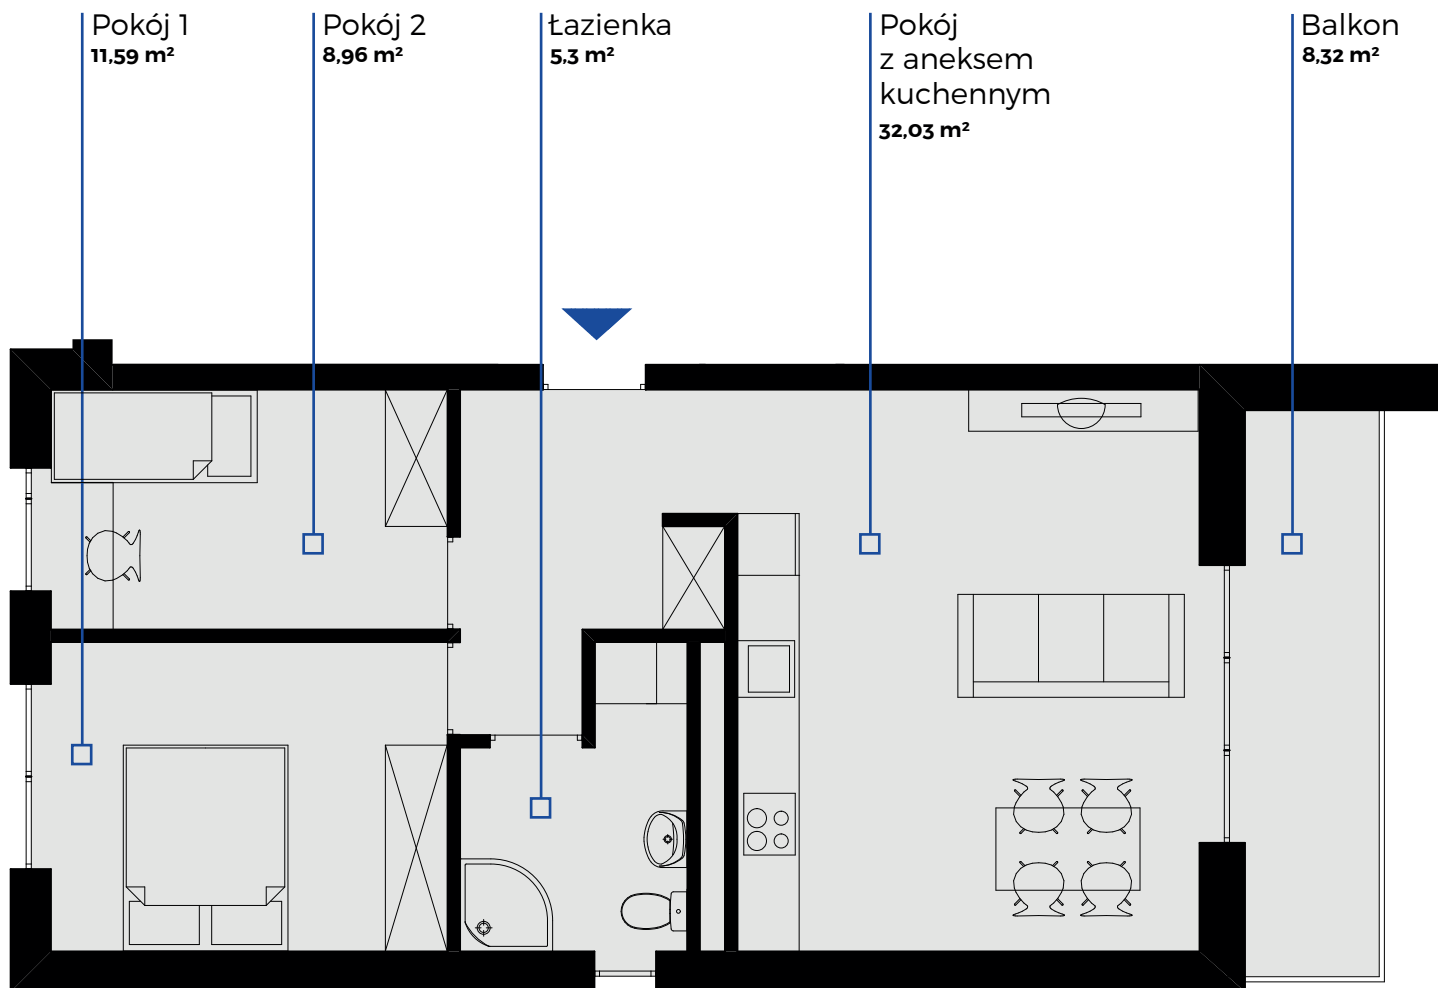 Pokój 1
11,59 m²
Pokój 2
8,96 m²
Łazienka
5,3 m²
Pokój
z aneksem
kuchennym
32,03 m²
Balkon
8,32 m²